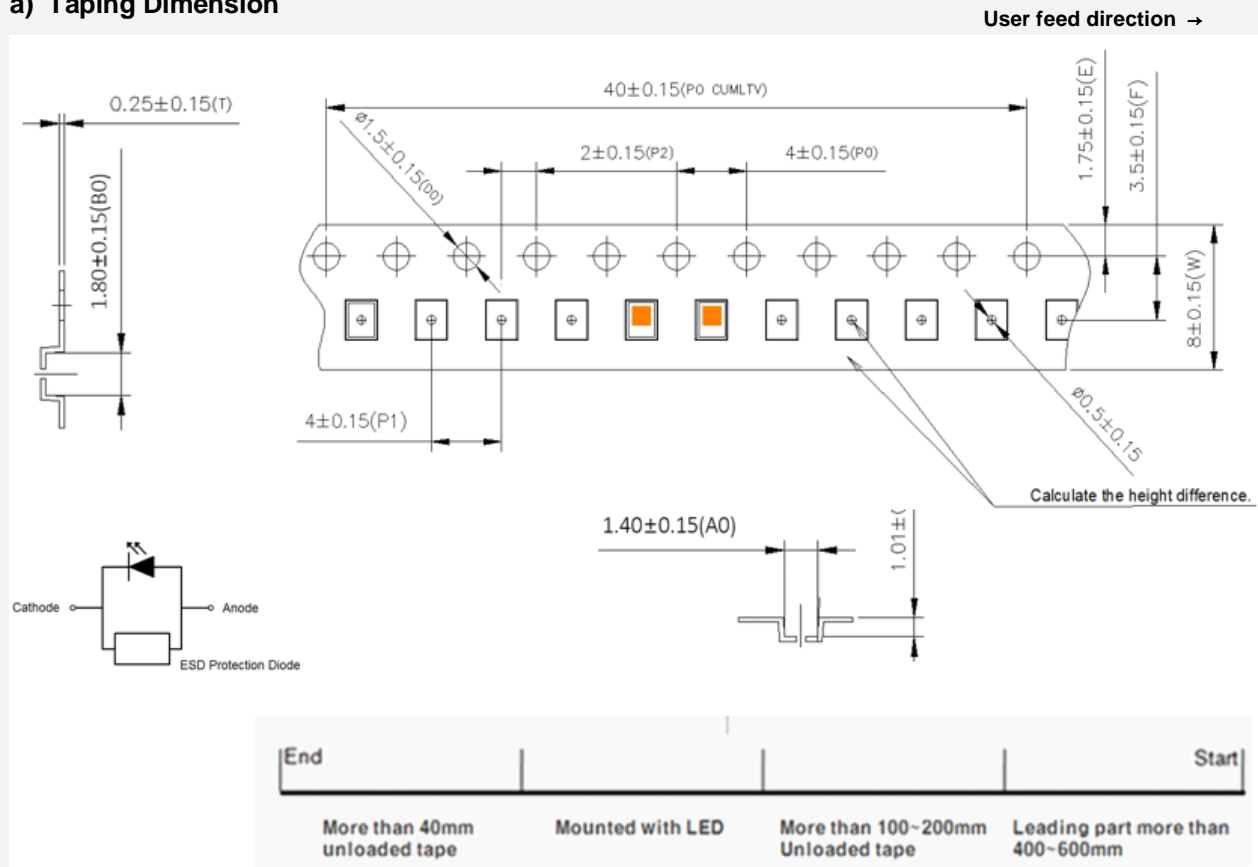 a) Taping Dimension
User feed direction →
0.25±0.15(T)
1.80±0.15(B0)
40±0.15(P0 CUMLTV)
Ø1.5±0.15(D0)
2±0.15(P2)
4±0.15(P0)
1.75±0.15(E)
3.5±0.15(F)
8±0.15(W)
4±0.15(P1)
Ø0.5±0.15
Calculate the height difference.
1.40±0.15(A0)
1.01±(
Cathode
Anode
ESD Protection Diode
End
Start
More than 40mm
unloaded tape
Mounted with LED
More than 100~200mm
Unloaded tape
Leading part more than
400~600mm